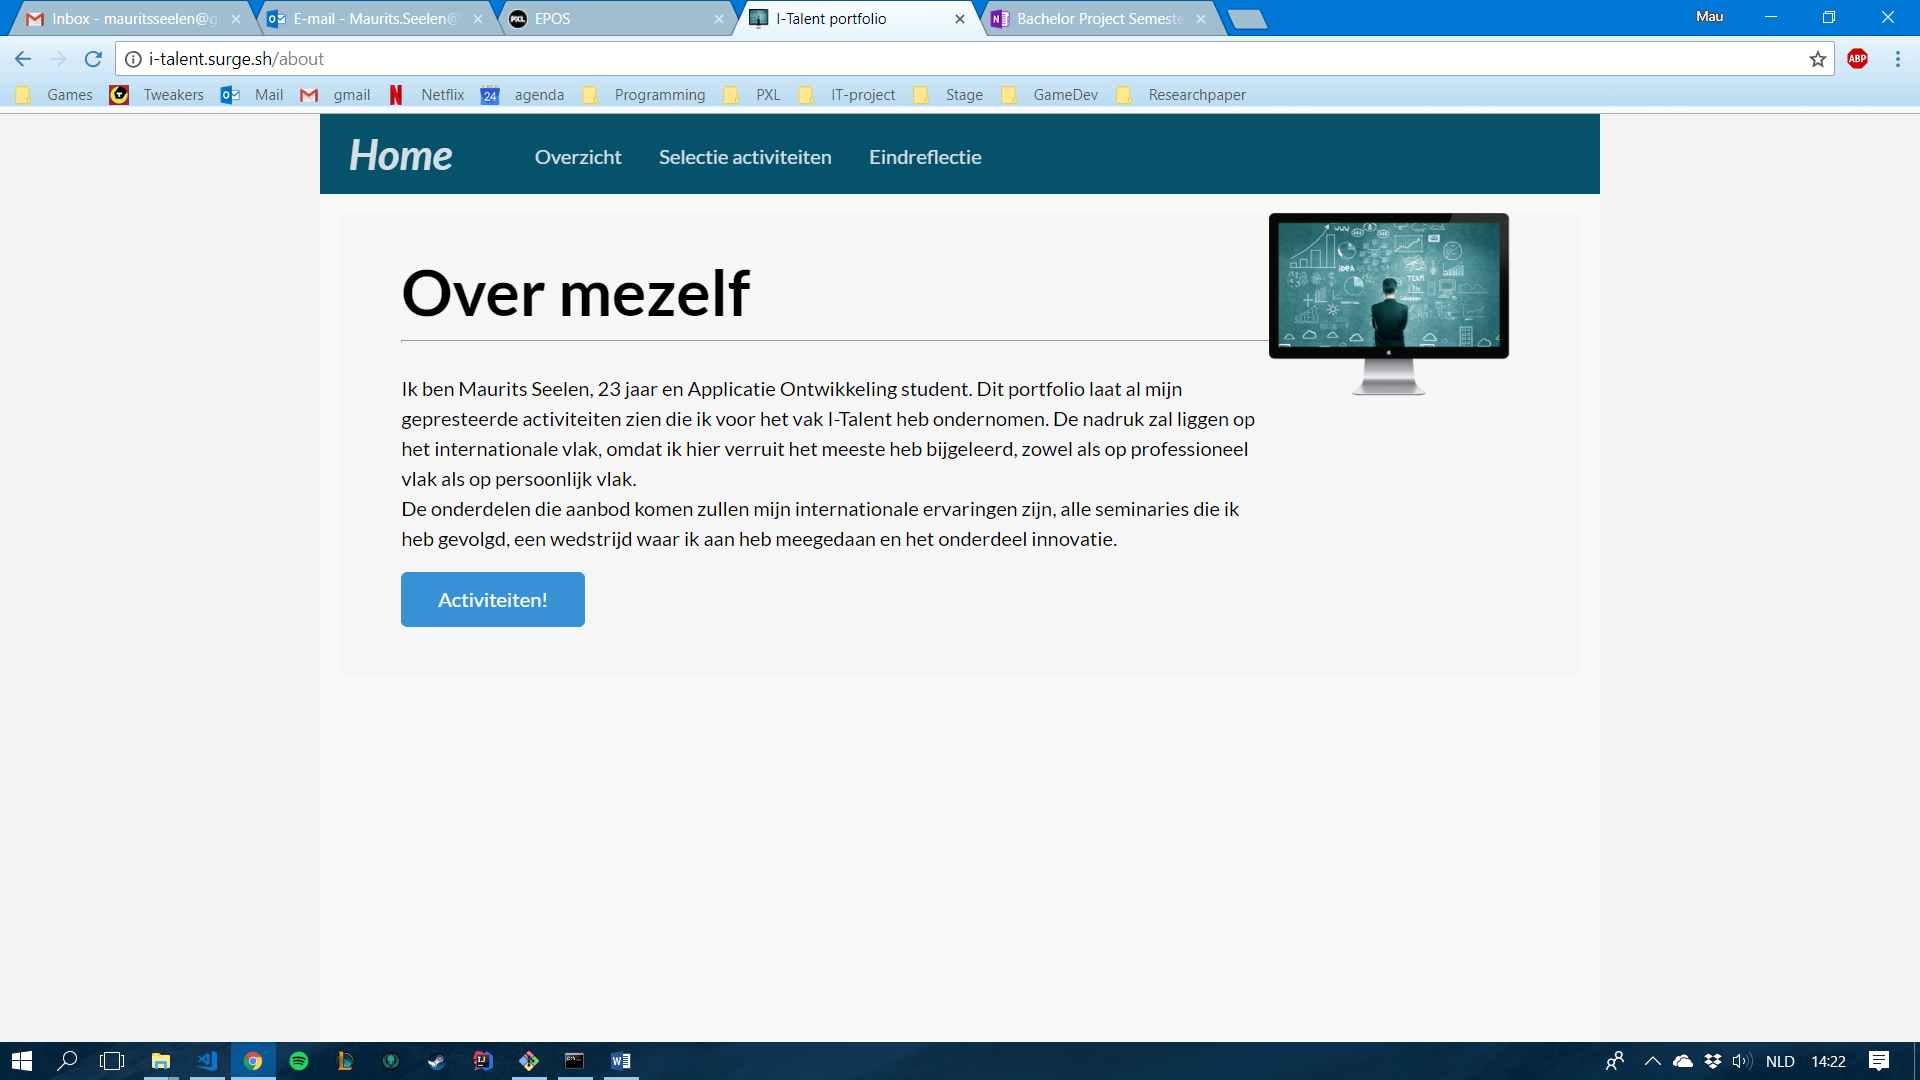 Inbox - mauritsseelen@g
E-mail - Maurits.Seelen@
PXL EPOS
I-Talent portfolio
Bachelor Project Semeste
Mau
i-talent.surge.sh/about
ABP
Games Tweakers Mail gmail Netflix 24 agenda Programming PXL IT-project Stage GameDev Researchpaper
Home Overzicht Selectie activiteiten Eindreflectie
IDEA
TEAM
Over mezelf
Ik ben Maurits Seelen, 23 jaar en Applicatie Ontwikkeling student. Dit portfolio laat al mijn
gepresteerde activiteiten zien die ik voor het vak I-Talent heb ondernomen. De nadruk zal liggen op
het internationale vlak, omdat ik hier verruit het meeste heb bijgeleerd, zowel als op professioneel
vlak als op persoonlijk vlak.
De onderdelen die aanbod komen zullen mijn internationale ervaringen zijn, alle seminaries die ik
heb gevolgd, een wedstrijd waar ik aan heb meegedaan en het onderdeel innovatie.
Activiteiten!
NLD 14:22